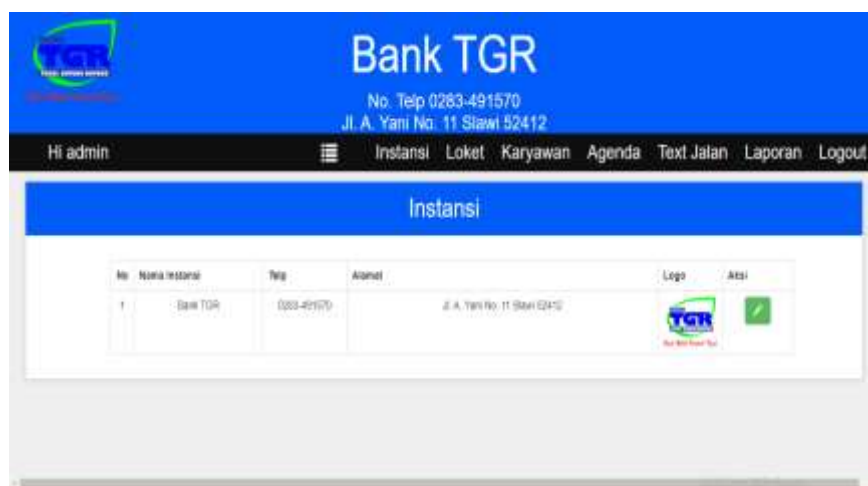 TGR
Bank TGR
No. Telp 0283-491570
Jl. A. Yani No. 11 Slawi 52412
Hi admin Instansi Loket Karyawan Agenda Text Jalan Laporan Logout
Instansi
No Nama Instansi Telp Alamat Logo Aksi
1 Bank TGR 0283-491570 Jl. A. Yani No. 11 Slawi 52412
TGR